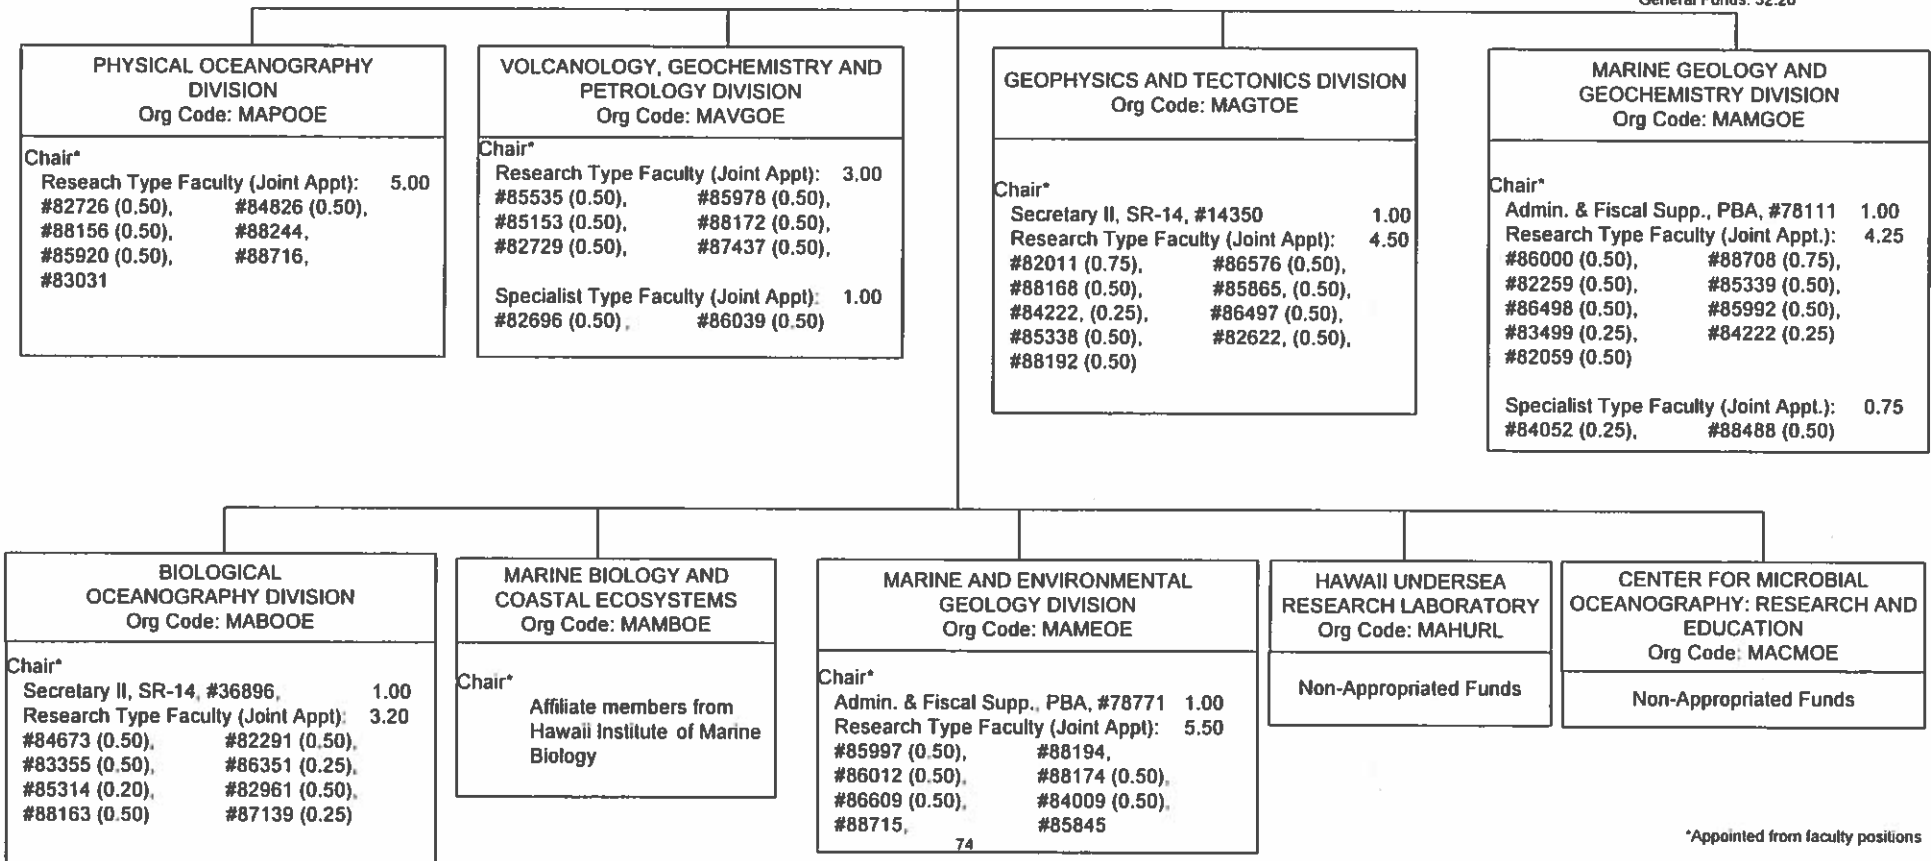 General Funds: 32.20
PHYSICAL OCEANOGRAPHY
DIVISION
Org Code: MAPOOE
Chair*
Reseach Type Faculty (Joint Appt): 5.00
#82726 (0.50), #84826 (0.50),
#88156 (0.50), #88244,
#85920 (0.50), #88716,
#83031
VOLCANOLOGY, GEOCHEMISTRY AND
PETROLOGY DIVISION
Org Code: MAVGOE
Chair*
Research Type Faculty (Joint Appt): 3.00
#85535 (0.50), #85978 (0.50),
#85153 (0.50), #88172 (0.50),
#82729 (0.50), #87437 (0.50),
Specialist Type Faculty (Joint Appt): 1.00
#82696 (0.50), #86039 (0.50)
GEOPHYSICS AND TECTONICS DIVISION
Org Code: MAGTOE
Chair*
Secretary II, SR-14, #14350 1.00
Research Type Faculty (Joint Appt): 4.50
#82011 (0.75), #86576 (0.50),
#88168 (0.50), #85865, (0.50),
#84222, (0.25), #86497 (0.50),
#85338 (0.50), #82622, (0.50),
#88192 (0.50)
MARINE GEOLOGY AND
GEOCHEMISTRY DIVISION
Org Code: MAMGOE
Chair*
Admin. & Fiscal Supp., PBA, #78111 1.00
Research Type Faculty (Joint Appt.): 4.25
#86000 (0.50), #88708 (0.75),
#82259 (0.50), #85339 (0.50),
#86498 (0.50), #85992 (0.50),
#83499 (0.25), #84222 (0.25)
#82059 (0.50)
Specialist Type Faculty (Joint Appt.): 0.75
#84052 (0.25), #88488 (0.50)
BIOLOGICAL
OCEANOGRAPHY DIVISION
Org Code: MABOOE
Chair*
Secretary II, SR-14, #36896, 1.00
Research Type Faculty (Joint Appt): 3.20
#84673 (0.50), #82291 (0.50),
#83355 (0.50), #86351 (0.25),
#85314 (0.20), #82961 (0.50),
#88163 (0.50) #87139 (0.25)
MARINE BIOLOGY AND
COASTAL ECOSYSTEMS
Org Code: MAMBOE
Chair*
Affiliate members from
Hawaii Institute of Marine
Biology
MARINE AND ENVIRONMENTAL
GEOLOGY DIVISION
Org Code: MAMEOE
Chair*
Admin. & Fiscal Supp., PBA, #78771 1.00
Research Type Faculty (Joint Appt): 5.50
#85997 (0.50), #88194,
#86012 (0.50), #88174 (0.50),
#86609 (0.50), #84009 (0.50),
#88715, #85845
74
HAWAII UNDERSEA
RESEARCH LABORATORY
Org Code: MAHURL
Non-Appropriated Funds
CENTER FOR MICROBIAL
OCEANOGRAPHY: RESEARCH AND
EDUCATION
Org Code: MACMOE
Non-Appropriated Funds
*Appointed from faculty positions